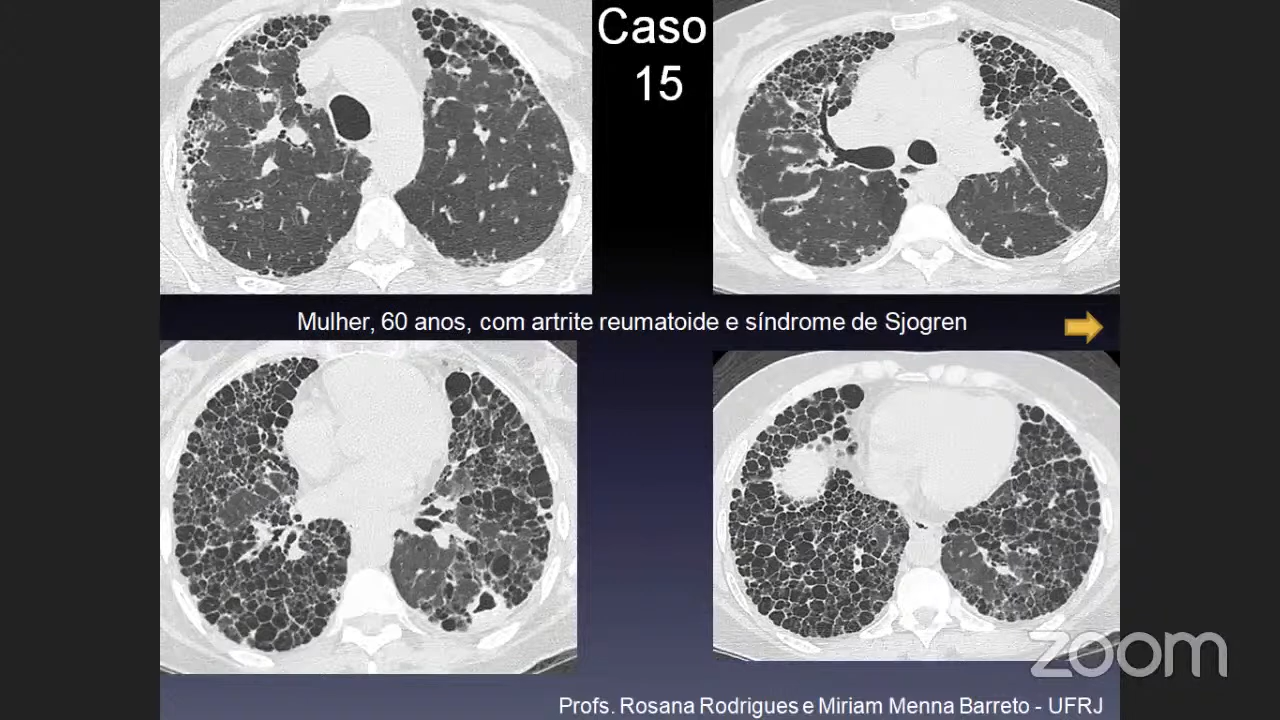 Caso
15
Mulher, 60 anos, com artrite reumatoide e síndrome de Sjogren
zoom
Profs. Rosana Rodrigues e Miriam Menna Barreto - UFRJ